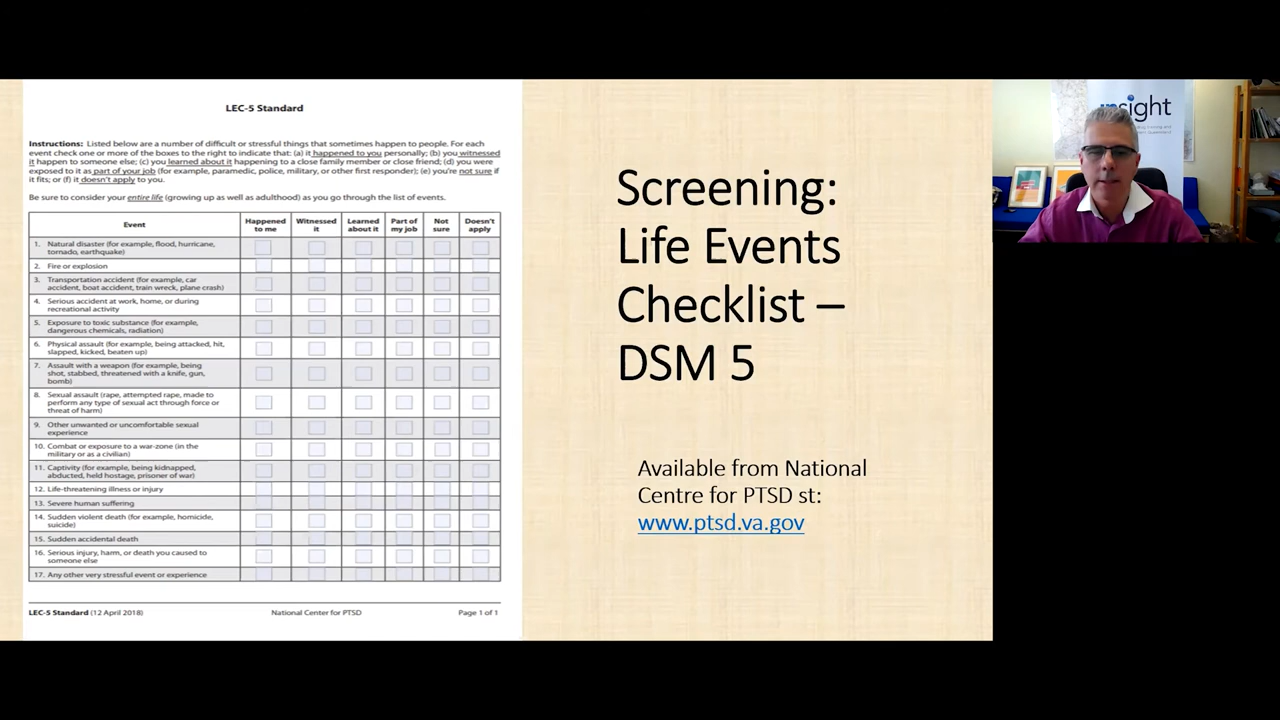 LEC-5 Standard
Instructions: Listed below are a number of difficult or stressful things that sometimes happen to people. For each
event check one or more of the boxes to the right to indicate that: (a) it happened to you personally; (b) you witnessed
it happen to someone else; (c) you learned about it happening to a close family member or close friend; (d) you were
exposed to it as part of your job (for example, paramedic, police, military, or other first responder); (e) you're not sure if
it fits; or (f) it doesn't apply to you.
Be sure to consider your entire life (growing up as well as adulthood) as you go through the list of events.
Event
Happened
to me
Witnessed
it
Learned
about it
Part of
my job
Not
sure
Doesn't
apply
1. Natural disaster (for example, flood, hurricane,
tornado, earthquake)
2. Fire or explosion
3. Transportation accident (for example, car
accident, boat accident, train wreck, plane crash)
4. Serious accident at work, home, or during
recreational activity
5. Exposure to toxic substance (for example,
dangerous chemicals, radiation)
6. Physical assault (for example, being attacked, hit,
slapped, kicked, beaten up)
7. Assault with a weapon (for example, being
shot, stabbed, threatened with a knife, gun,
bomb)
8. Sexual assault (rape, attempted rape, made to
perform any type of sexual act through force or
threat of harm)
9. Other unwanted or uncomfortable sexual
experience
10. Combat or exposure to a war-zone (in the
military or as a civilian)
11. Captivity (for example, being kidnapped,
abducted, held hostage, prisoner of war)
12. Life-threatening illness or injury
13. Severe human suffering
14. Sudden violent death (for example, homicide,
suicide)
15. Sudden accidental death
16. Serious injury, harm, or death you caused to
someone else
17. Any other very stressful event or experience
LEC-5 Standard (12 April 2018)
National Center for PTSD
Page 1 of 1
Screening:
Life Events
Checklist –
DSM 5
Available from National
Centre for PTSD st:
www.ptsd.va.gov
insight